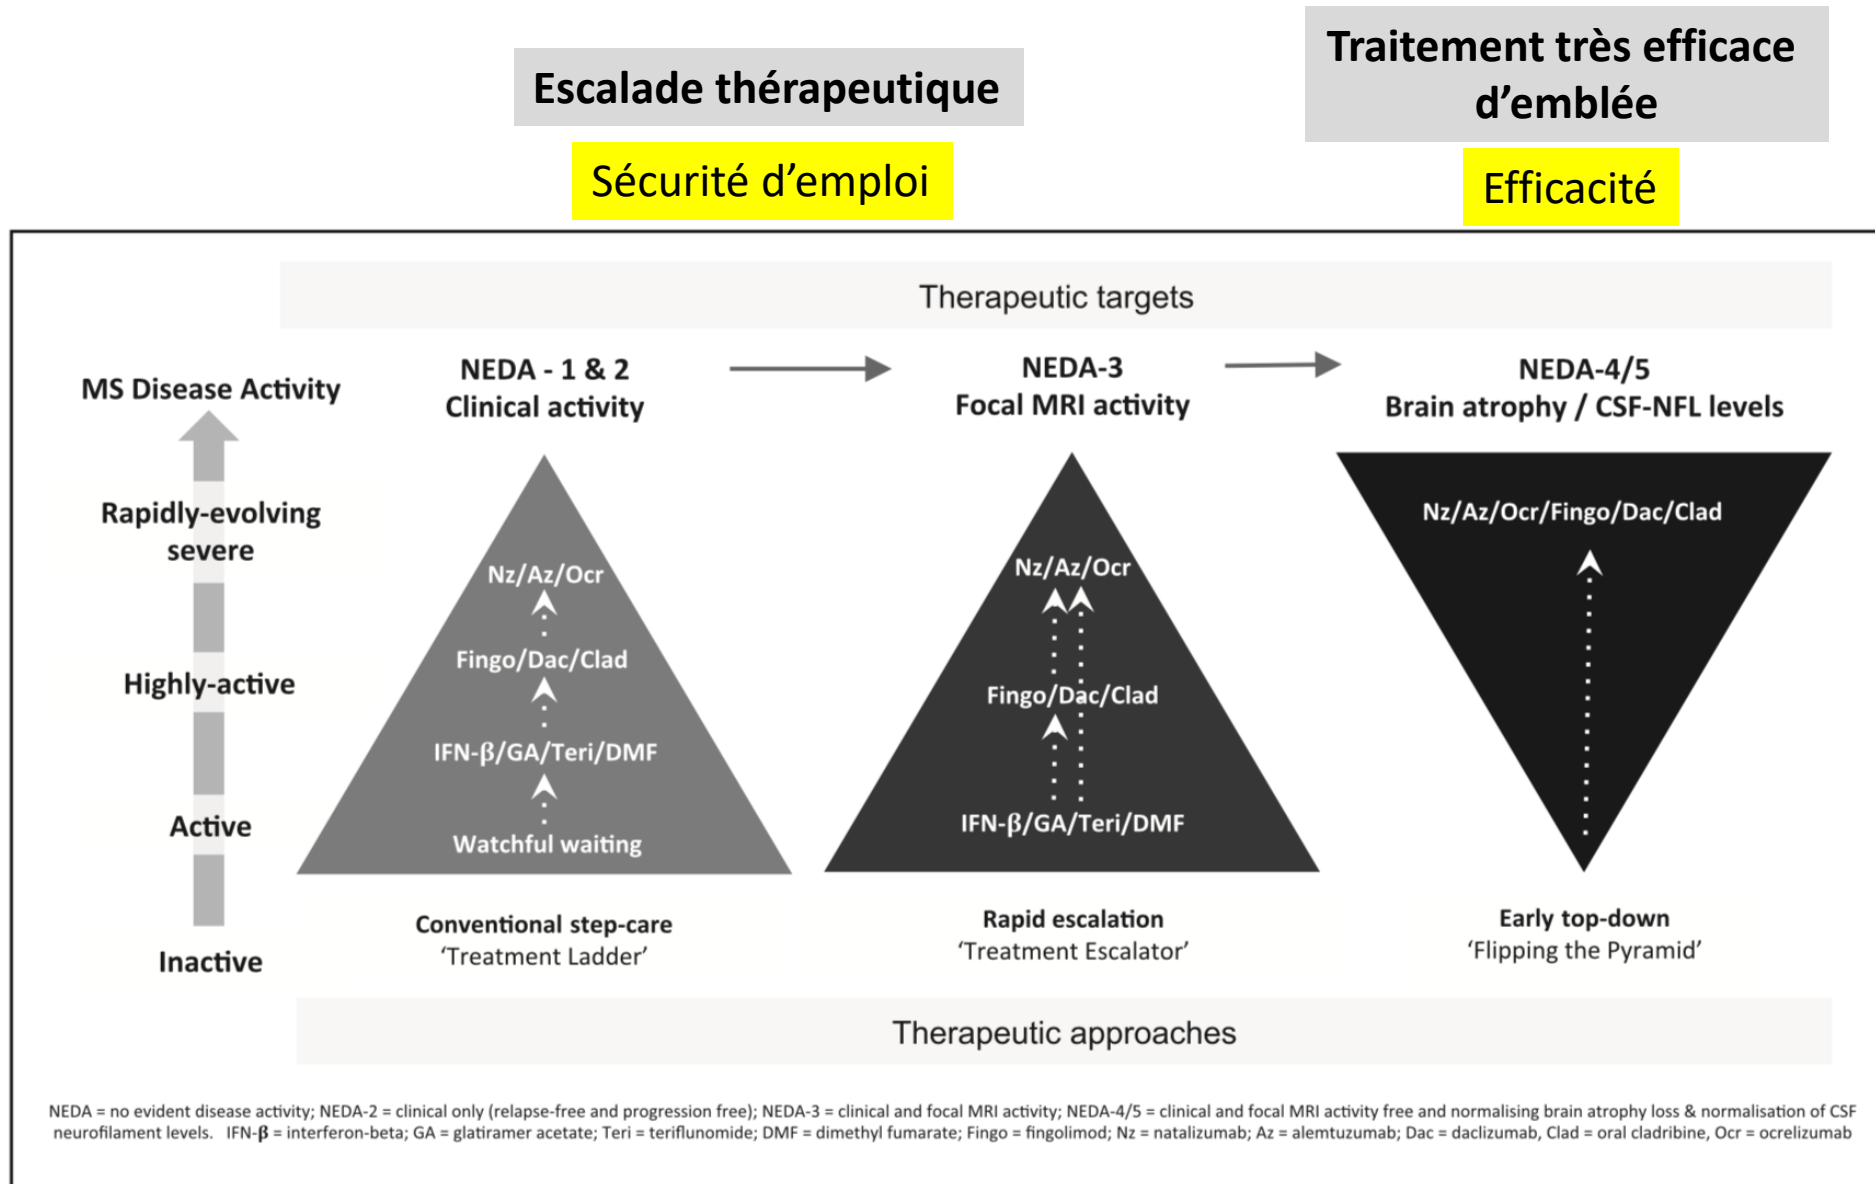 Escalade thérapeutique
Sécurité d’emploi
Traitement très efficace
d’emblée
Efficacité
Therapeutic targets
MS Disease Activity
Rapidly-evolving
severe
Highly-active
Active
Inactive
NEDA - 1 & 2
Clinical activity
Nz/Az/Ocr
Fingo/Dac/Clad
IFN-β/GA/Teri/DMF
Watchful waiting
Conventional step-care
‘Treatment Ladder’
NEDA-3
Focal MRI activity
Nz/Az/Ocr
Fingo/Dac/Clad
IFN-β/GA/Teri/DMF
Rapid escalation
‘Treatment Escalator’
NEDA-4/5
Brain atrophy / CSF-NFL levels
Nz/Az/Ocr/Fingo/Dac/Clad
Early top-down
‘Flipping the Pyramid’
Therapeutic approaches
NEDA = no evident disease activity; NEDA-2 = clinical only (relapse-free and progression free); NEDA-3 = clinical and focal MRI activity; NEDA-4/5 = clinical and focal MRI activity free and normalising brain atrophy loss & normalisation of CSF
neurofilament levels. IFN-β = interferon-beta; GA = glatiramer acetate; Teri = teriflunomide; DMF = dimethyl fumarate; Fingo = fingolimod; Nz = natalizumab; Az = alemtuzumab; Dac = daclizumab, Clad = oral cladribine, Ocr = ocrelizumab